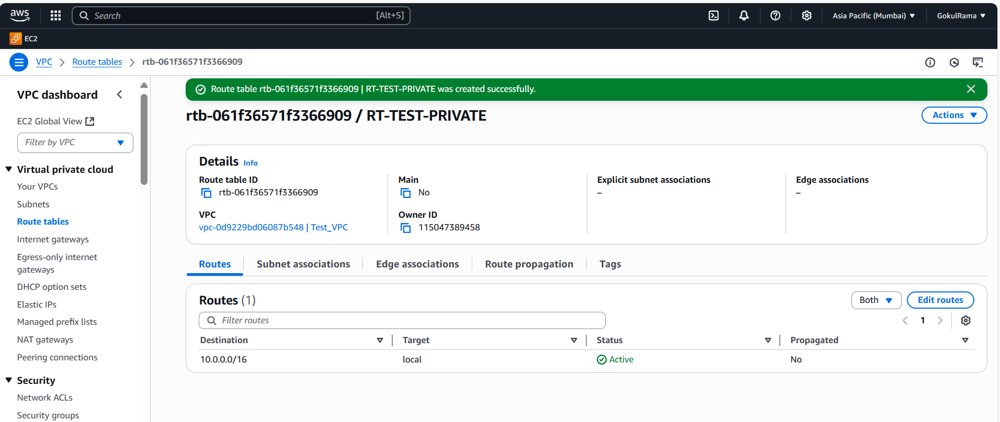 aws
Search [Alt+S]
Asia Pacific (Mumbai)
GokulRama
EC2
VPC
Route tables
rtb-061f36571f3366909
VPC dashboard
EC2 Global View
Filter by VPC
Virtual private cloud
Your VPCs
Subnets
Route tables
Internet gateways
Egress-only internet
gateways
DHCP option sets
Elastic IPs
Managed prefix lists
NAT gateways
Peering connections
Security
Network ACLs
Security groups
Route table rtb-061f36571f3366909 | RT-TEST-PRIVATE was created successfully.
rtb-061f36571f3366909 / RT-TEST-PRIVATE
Actions
Details Info
Route table ID
rtb-061f36571f3366909
Main
No
Explicit subnet associations
–
Edge associations
–
VPC
vpc-0d9229bd06087b548 | Test_VPC
Owner ID
115047389458
Routes
Subnet associations
Edge associations
Route propagation
Tags
Routes (1)
Both
Edit routes
Filter routes
1
Destination Target Status Propagated
10.0.0.0/16 local Active No